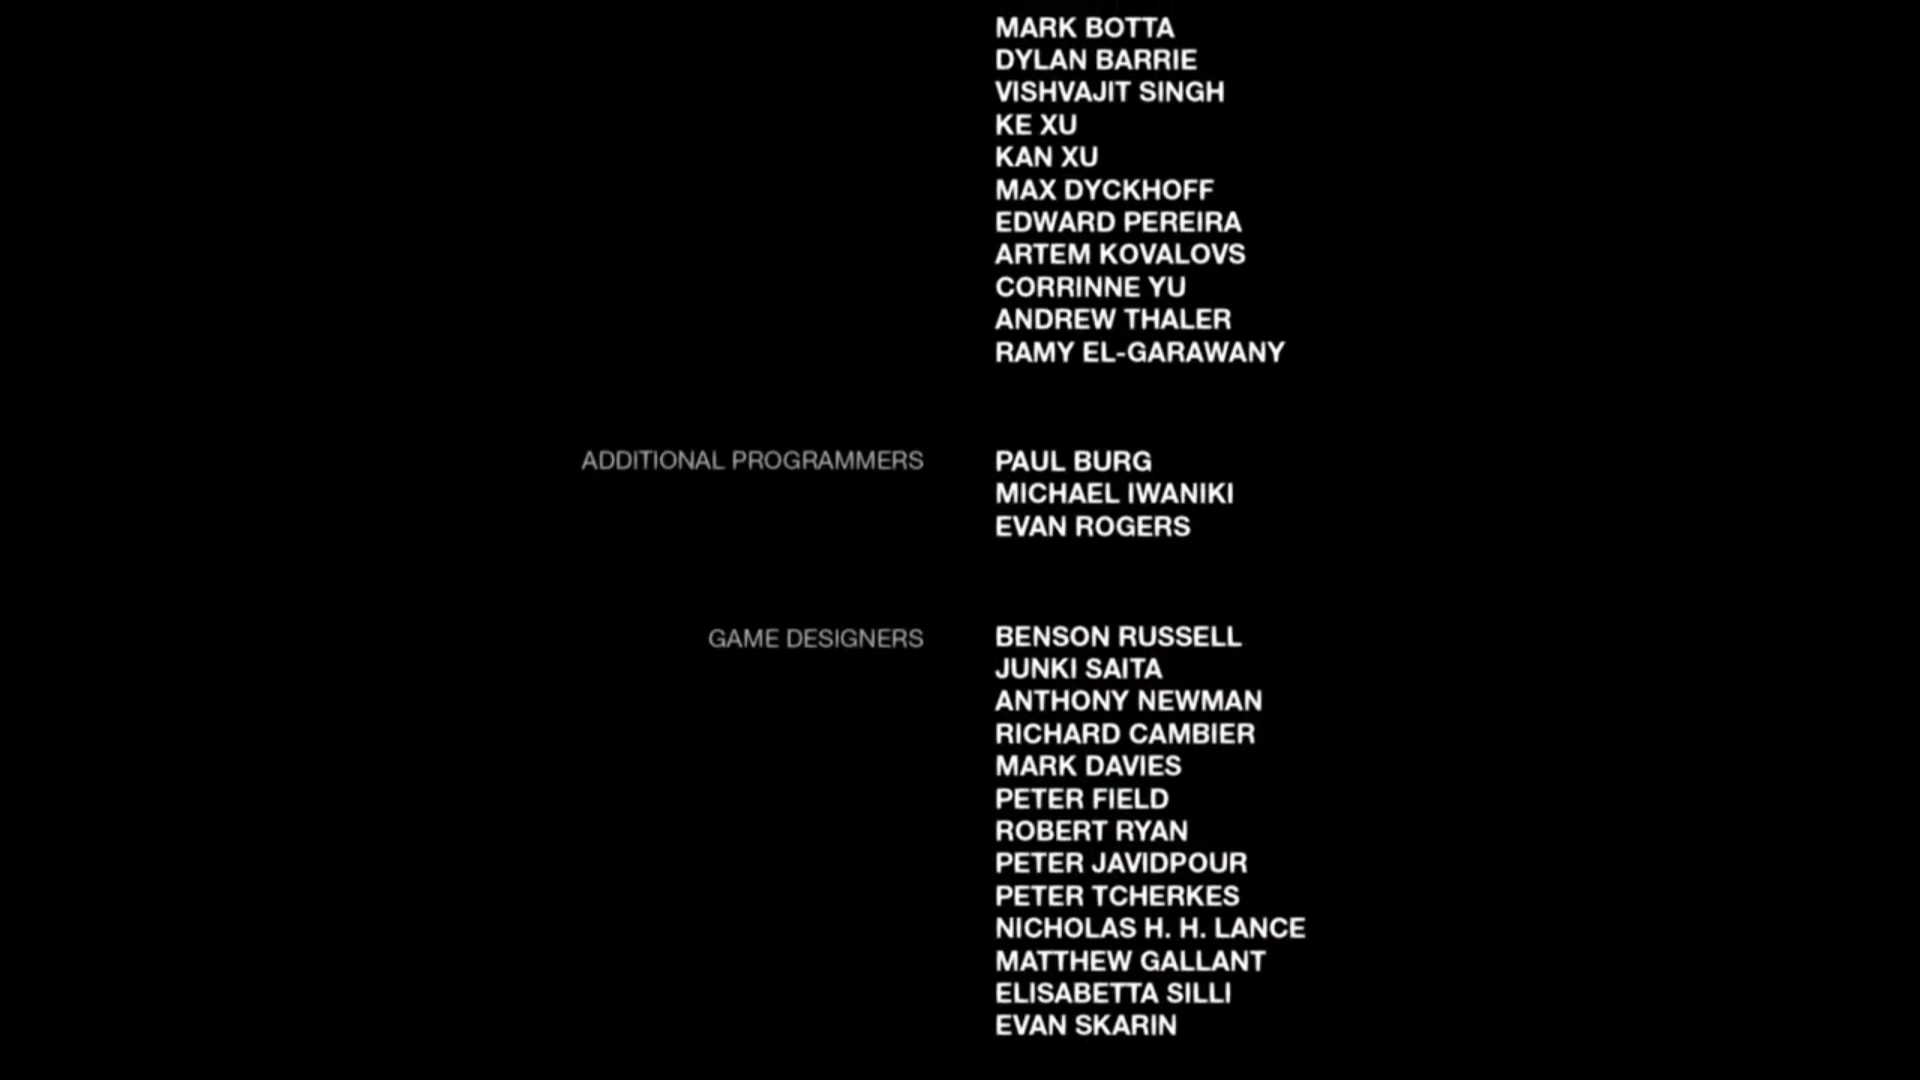 MARK BOTTA
DYLAN BARRIE
VISHVAJIT SINGH
KE XU
KAN XU
MAX DYCKHOFF
EDWARD PEREIRA
ARTEM KOVALOVS
CORRINNE YU
ANDREW THALER
RAMY EL-GARAWANY
ADDITIONAL PROGRAMMERS PAUL BURG
MICHAEL IWANIKI
EVAN ROGERS
GAME DESIGNERS BENSON RUSSELL
JUNKI SAITA
ANTHONY NEWMAN
RICHARD CAMBIER
MARK DAVIES
PETER FIELD
ROBERT RYAN
PETER JAVIDPOUR
PETER TCHERKES
NICHOLAS H. H. LANCE
MATTHEW GALLANT
ELISABETTA SILLI
EVAN SKARIN